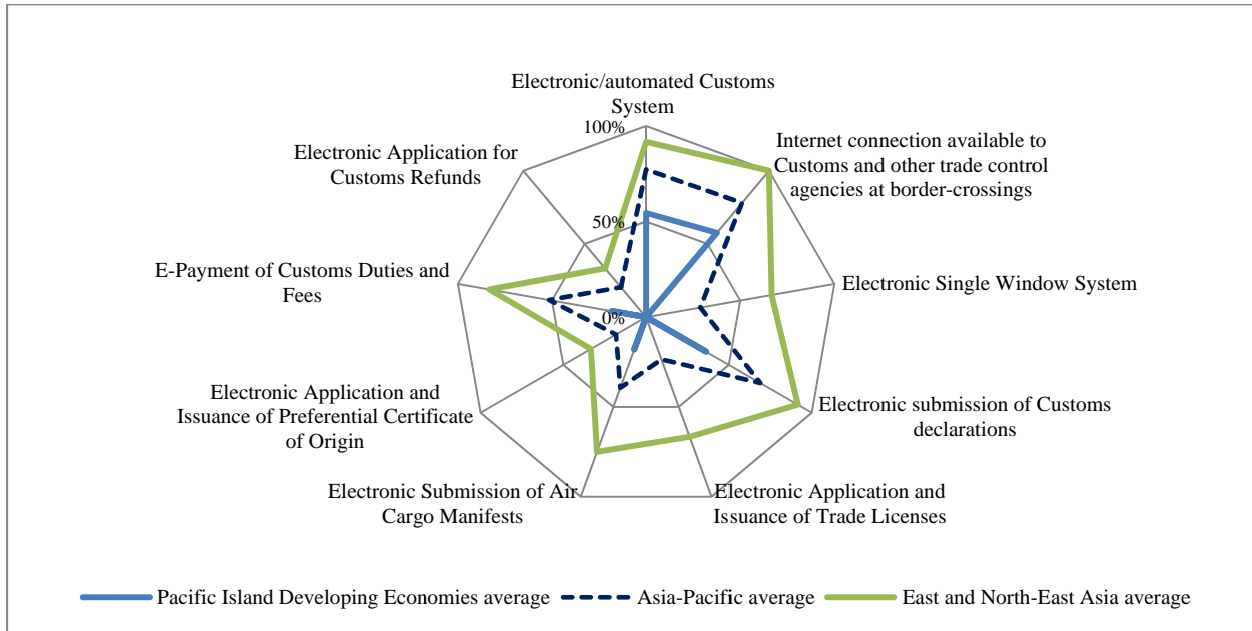 Electronic/automated Customs
System
100%
Internet connection available to
Customs and other trade control
agencies at border-crossings
Electronic Application for
Customs Refunds
50%
E-Payment of Customs Duties and
Fees
Electronic Single Window System
0%
Electronic Application and
Issuance of Preferential Certificate
of Origin
Electronic submission of Customs
declarations
Electronic Submission of Air
Cargo Manifests
Electronic Application and
Issuance of Trade Licenses
Pacific Island Developing Economies average
Asia-Pacific average
East and North-East Asia average